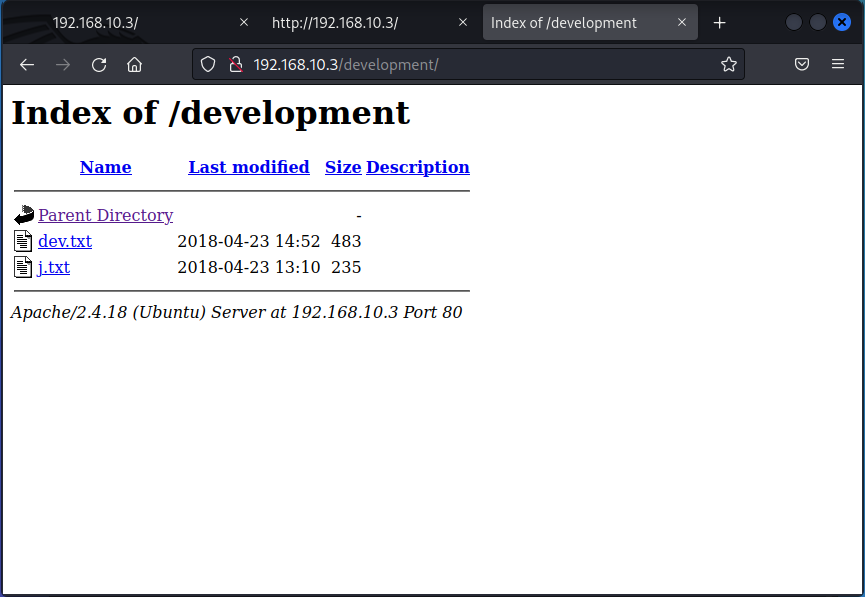 192.168.10.3/
http://192.168.10.3/
Index of /development
192.168.10.3/development/
Index of /development
Name Last modified Size Description
Parent Directory -
dev.txt 2018-04-23 14:52 483
j.txt 2018-04-23 13:10 235
Apache/2.4.18 (Ubuntu) Server at 192.168.10.3 Port 80